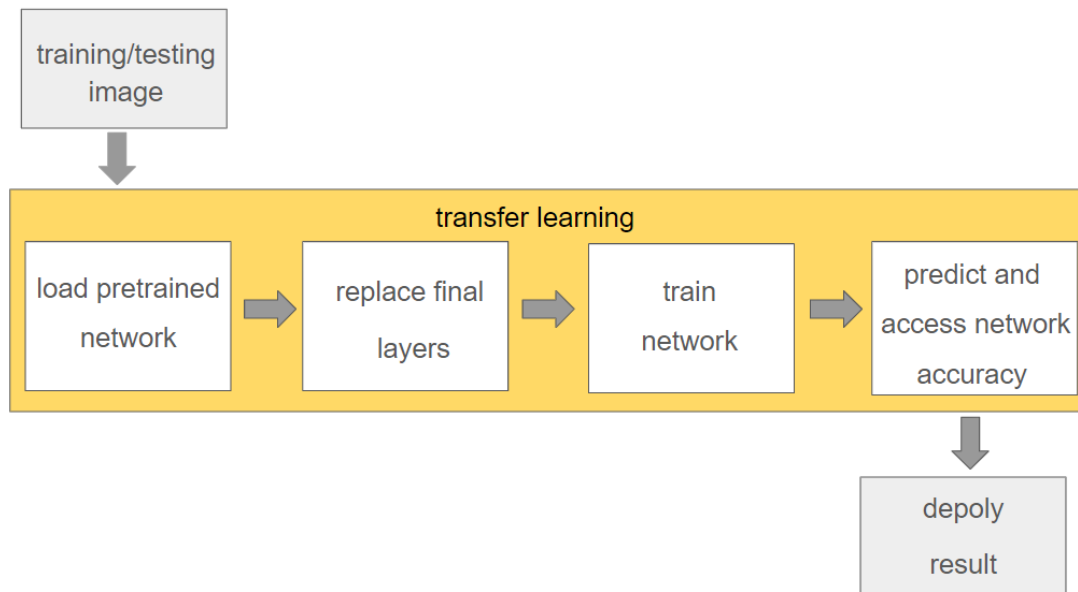 training/testing
image
transfer learning
load pretrained
network
replace final
layers
train
network
predict and
access network
accuracy
depoly
result